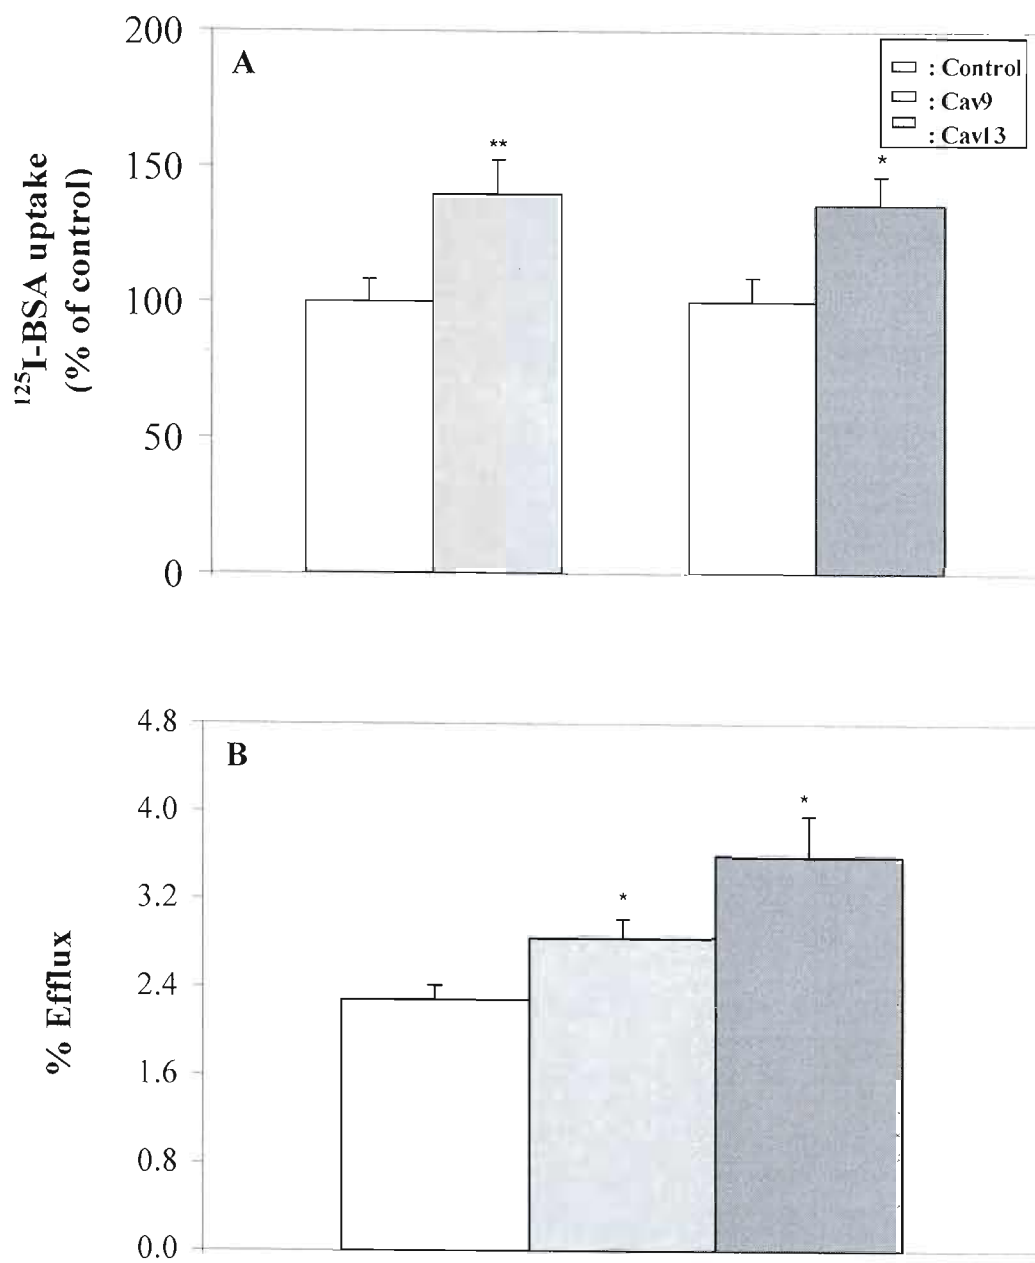 200
A
: Control
: Cav9
: Cav13
**
*
150
100
50
0
¹²⁵I-BSA uptake
(% of control)
4.8
B
4.0
*
3.2
*
2.4
1.6
0.8
0.0
% Efflux